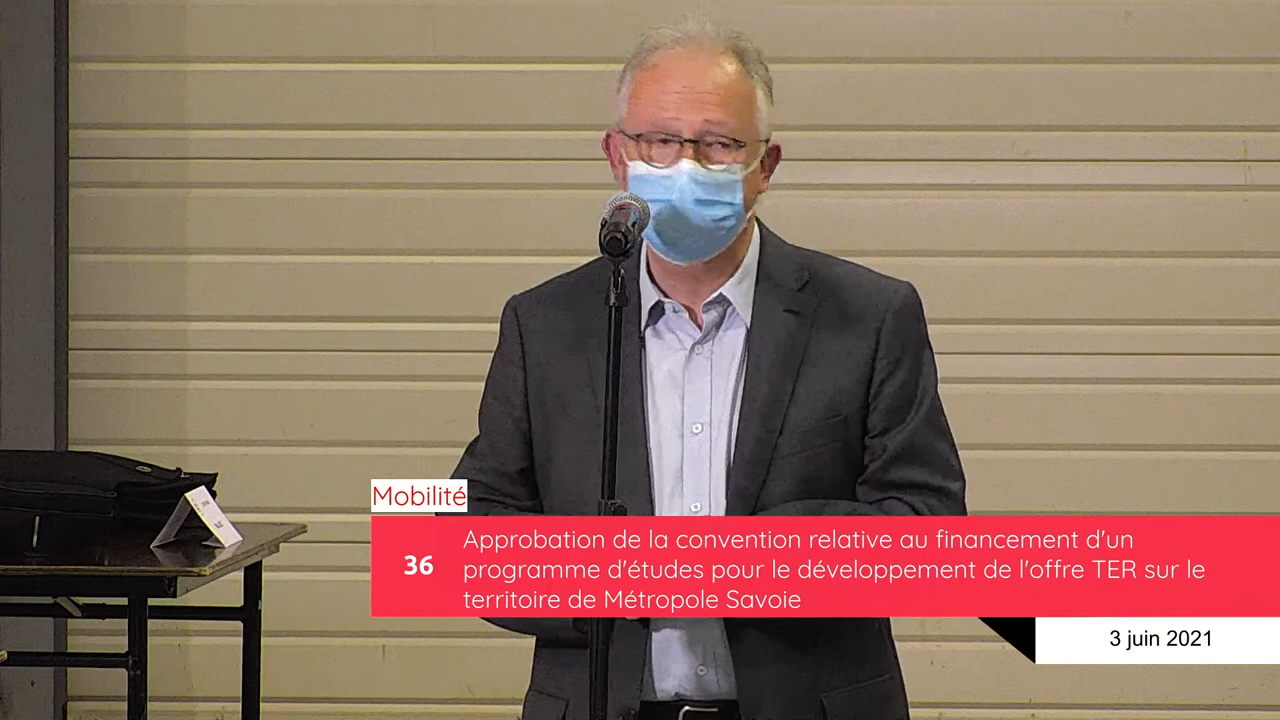 Mobilité
36
Approbation de la convention relative au financement d'un
programme d'études pour le développement de l'offre TER sur le
territoire de Métropole Savoie
3 juin 2021